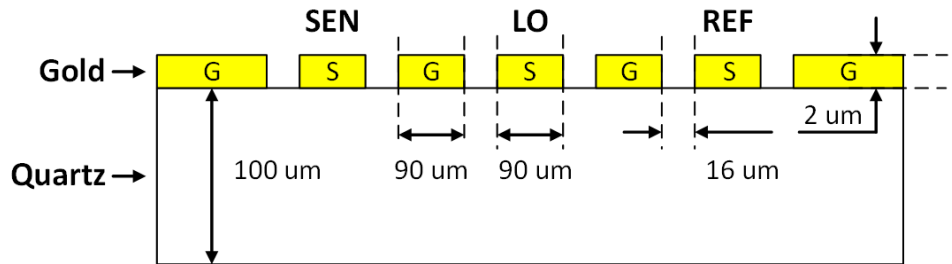 SEN LO REF
Gold G S G S G S G
2 um
Quartz 100 um 90 um 90 um 16 um